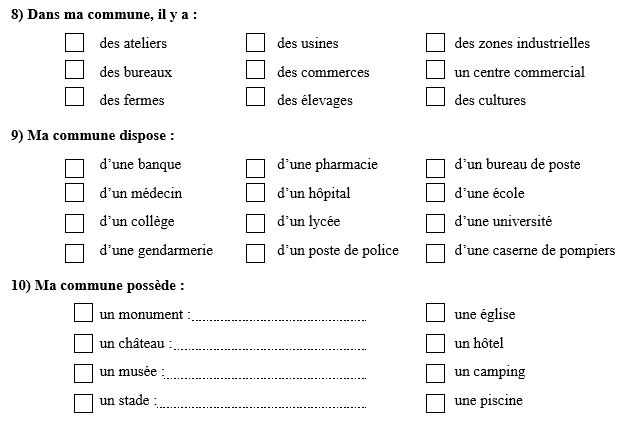 8) Dans ma commune, il y a :
des ateliers des usines des zones industrielles
des bureaux des commerces un centre commercial
des fermes des élevages des cultures
9) Ma commune dispose :
d’une banque d’une pharmacie d’un bureau de poste
d’un médecin d’un hôpital d’une école
d’un collège d’un lycée d’une université
d’une gendarmerie d’un poste de police d’une caserne de pompiers
10) Ma commune possède :
un monument : une église
un château : un hôtel
un musée : un camping
un stade : une piscine